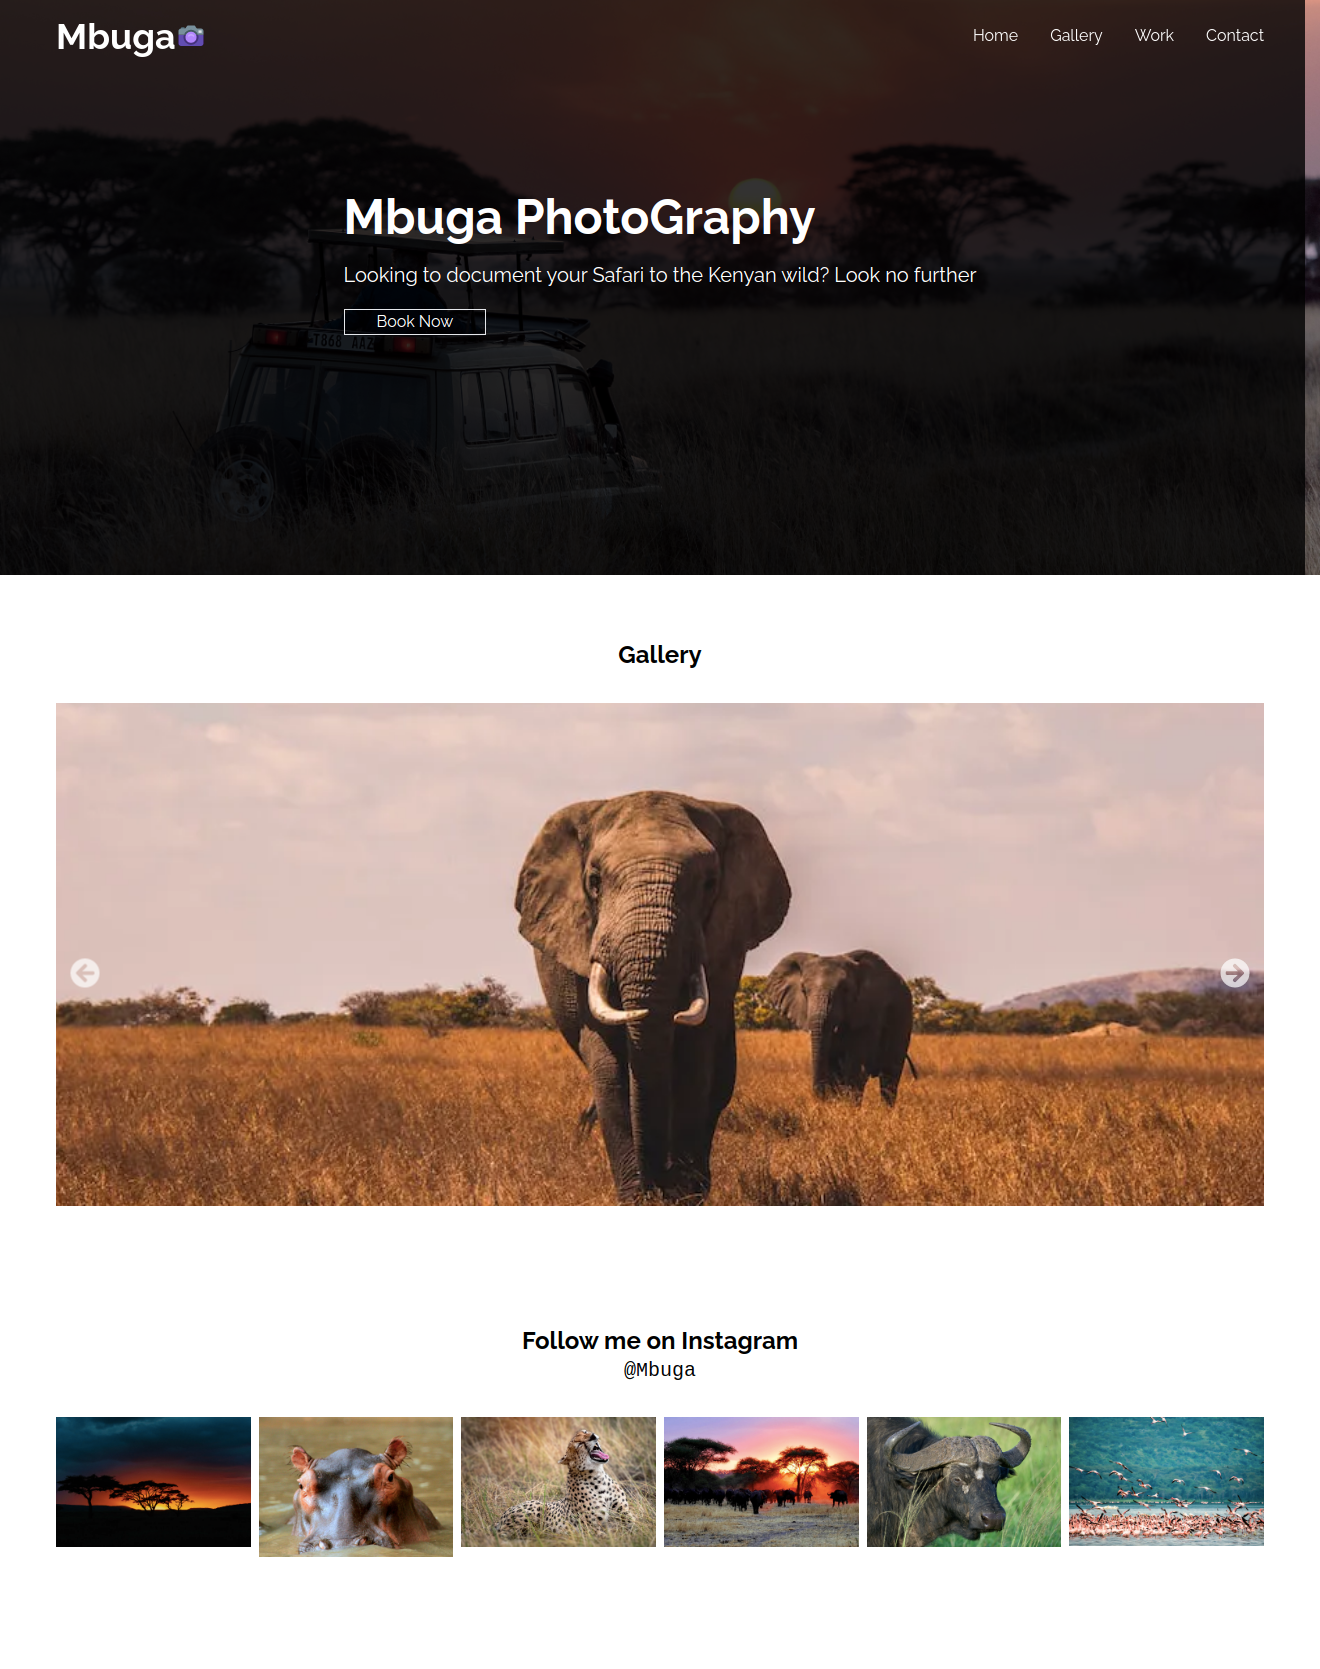 Mbuga📷
Home Gallery Work Contact
Mbuga PhotoGraphy
Looking to document your Safari to the Kenyan wild? Look no further
Book Now
T868 AAZ
Gallery
Follow me on Instagram
@Mbuga